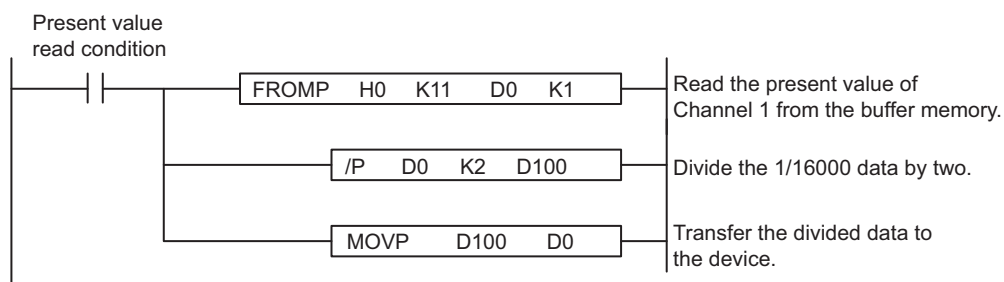 Present value
read condition
FROMP H0 K11 D0 K1
Read the present value of
Channel 1 from the buffer memory.
/P D0 K2 D100
Divide the 1/16000 data by two.
MOVP D100 D0
Transfer the divided data to
the device.